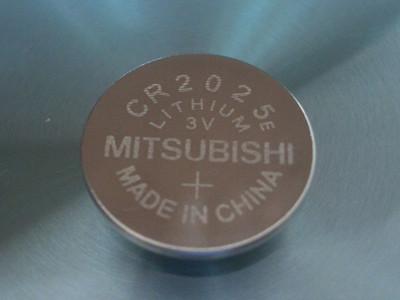 CR2025E
LITHIUM
3V
MITSUBISHI
+
MADE IN CHINA